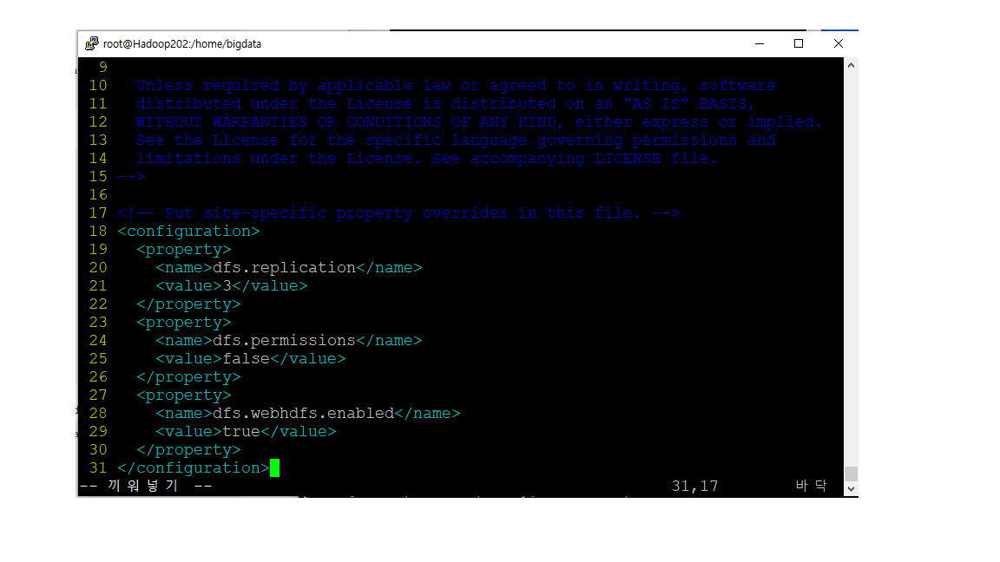 root@Hadoop202:/home/bigdata
9
10 Unless required by applicable law or agreed to in writing, software
11 distributed under the License is distributed on an "AS IS" BASIS,
12 WITHOUT WARRANTIES OR CONDITIONS OF ANY KIND, either express or implied.
13 See the License for the specific language governing permissions and
14 limitations under the License. See accompanying LICENSE file.
15 -->
16
17 <!-- Put site-specific property overrides in this file. -->
18 <configuration>
19 <property>
20 <name>dfs.replication</name>
21 <value>3</value>
22 </property>
23 <property>
24 <name>dfs.permissions</name>
25 <value>false</value>
26 </property>
27 <property>
28 <name>dfs.webhdfs.enabled</name>
29 <value>true</value>
30 </property>
31 </configuration>
-- 끼워넣기 -- 31,17 바닥